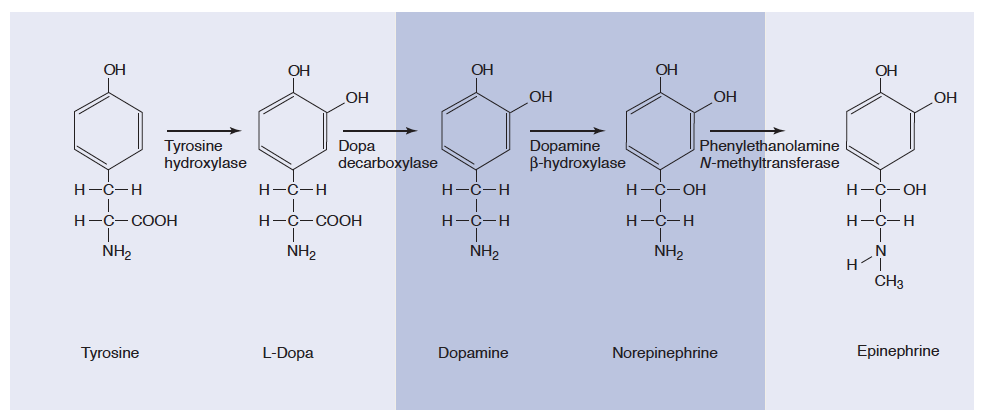 OH
OH
OH
OH
OH
OH
OH
OH
OH
Tyrosine
hydroxylase
Dopa
decarboxylase
Dopamine
β-hydroxylase
Phenylethanolamine
N-methyltransferase
H–C–H
H–C–H
H–C–H
H–C–OH
H–C–OH
H–C–COOH
H–C–COOH
H–C–H
H–C–H
H–C–H
NH₂
NH₂
NH₂
NH₂
N
H
CH₃
Tyrosine
L-Dopa
Dopamine
Norepinephrine
Epinephrine